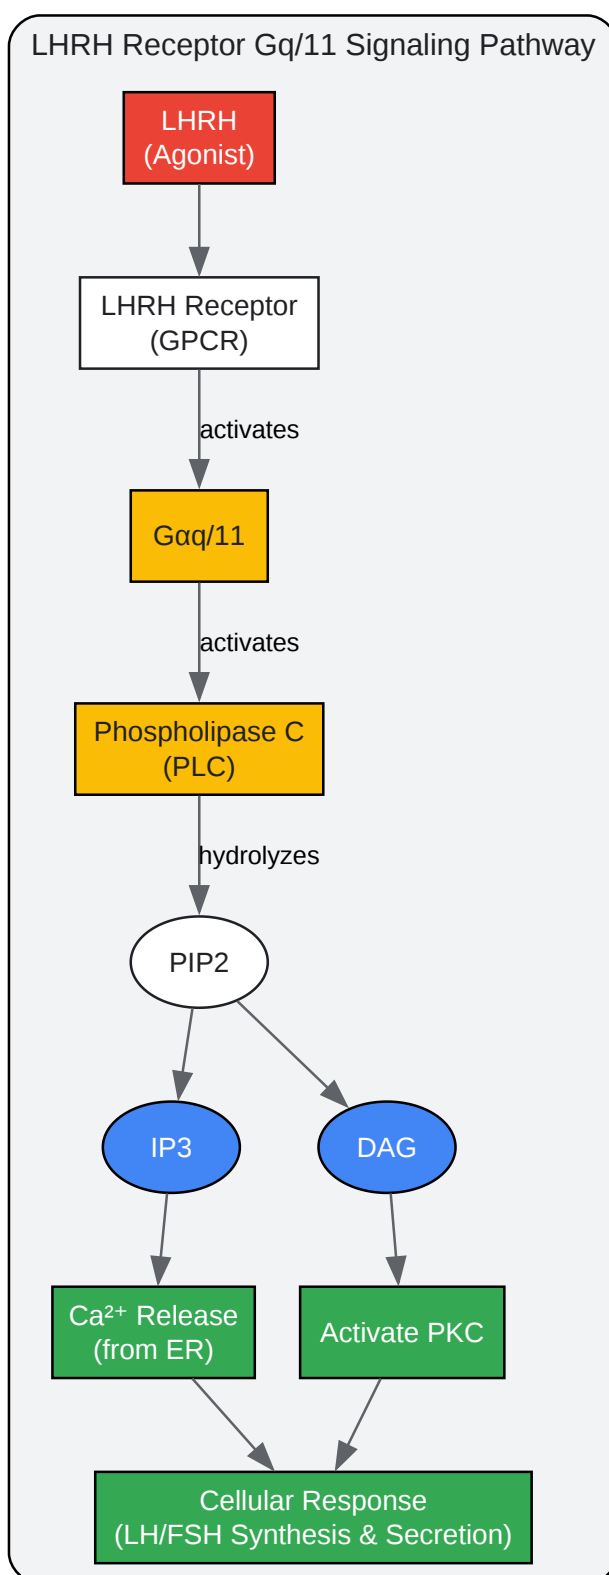 LHRH Receptor Gq/11 Signaling Pathway
LHRH
(Agonist)
LHRH Receptor
(GPCR)
activates
Gαq/11
activates
Phospholipase C
(PLC)
hydrolyzes
PIP2
IP3
DAG
Ca²⁺ Release
(from ER)
Activate PKC
Cellular Response
(LH/FSH Synthesis & Secretion)